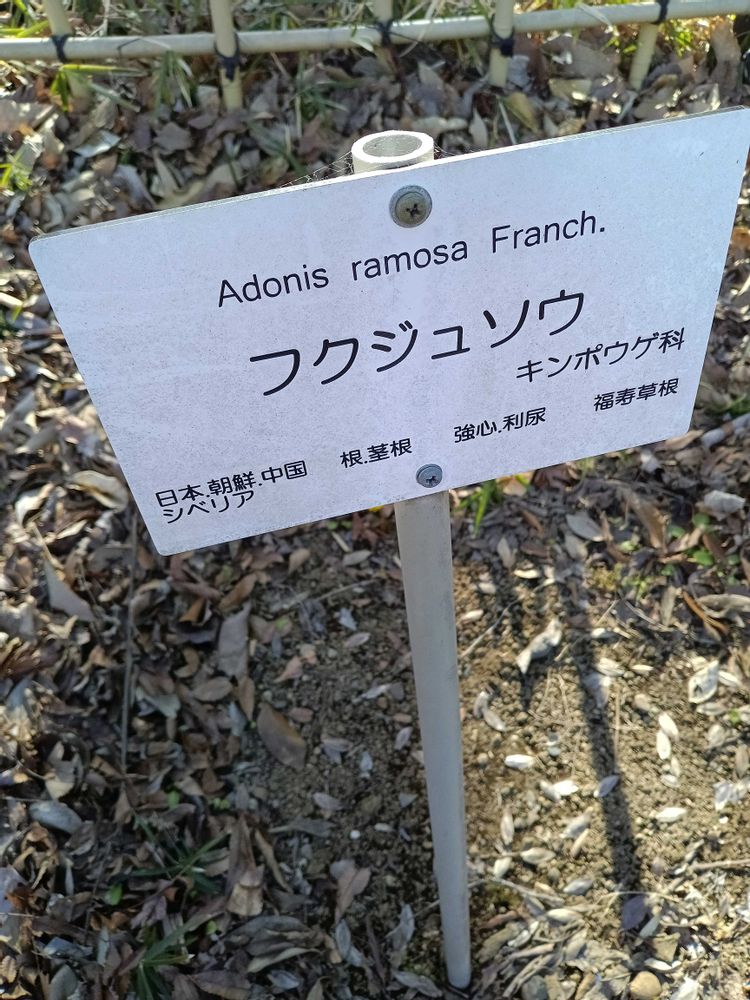 Adonis ramosa Franch.
フクジュソウ
キンポウゲ科
日本.朝鮮.中国 根.茎根 強心.利尿 福寿草根
シベリア